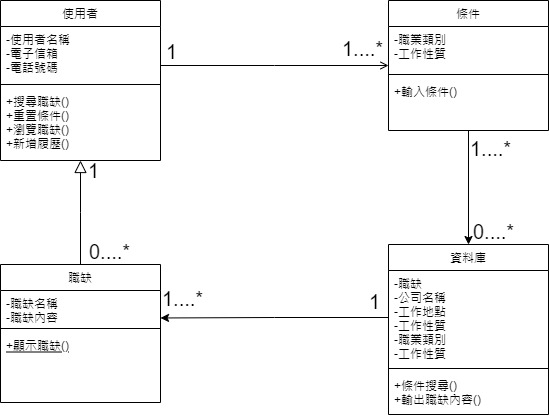 使用者
-使用者名稱
-電子信箱
-電話號碼
+搜尋職缺()
+重置條件()
+瀏覽職缺()
+新增履歷()
1
1....*
條件
-職業類別
-工作性質
+輸入條件()
1....*
0....*
資料庫
-職缺
-公司名稱
-工作地點
-工作性質
-職業類別
-工作性質
+條件搜尋()
+輸出職缺內容()
1
1....*
職缺
-職缺名稱
-職缺內容
+顯示職缺()
0....*
1